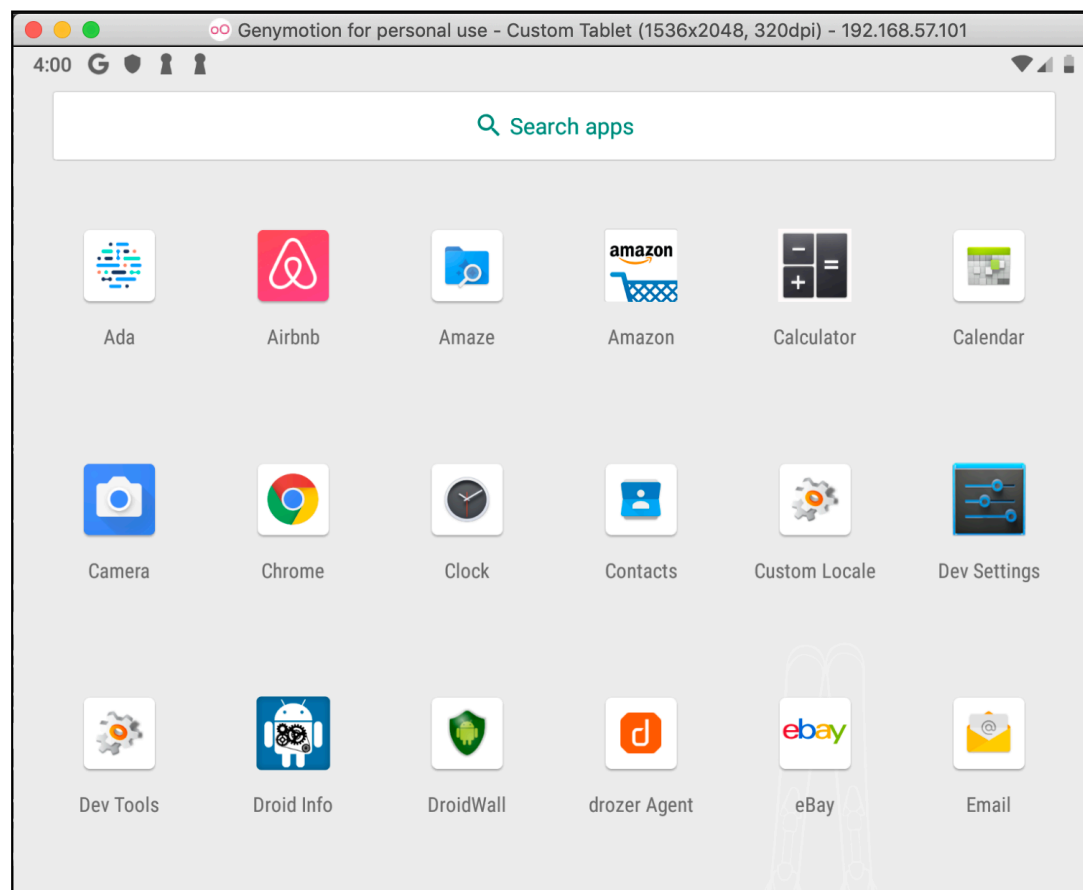 Genymotion for personal use - Custom Tablet (1536x2048, 320dpi) - 192.168.57.101
4:00 G
Search apps
amazon
Ada Airbnb Amaze Amazon Calculator Calendar
Camera Chrome Clock Contacts Custom Locale Dev Settings
d ebay @
Dev Tools Droid Info DroidWall drozer Agent eBay Email